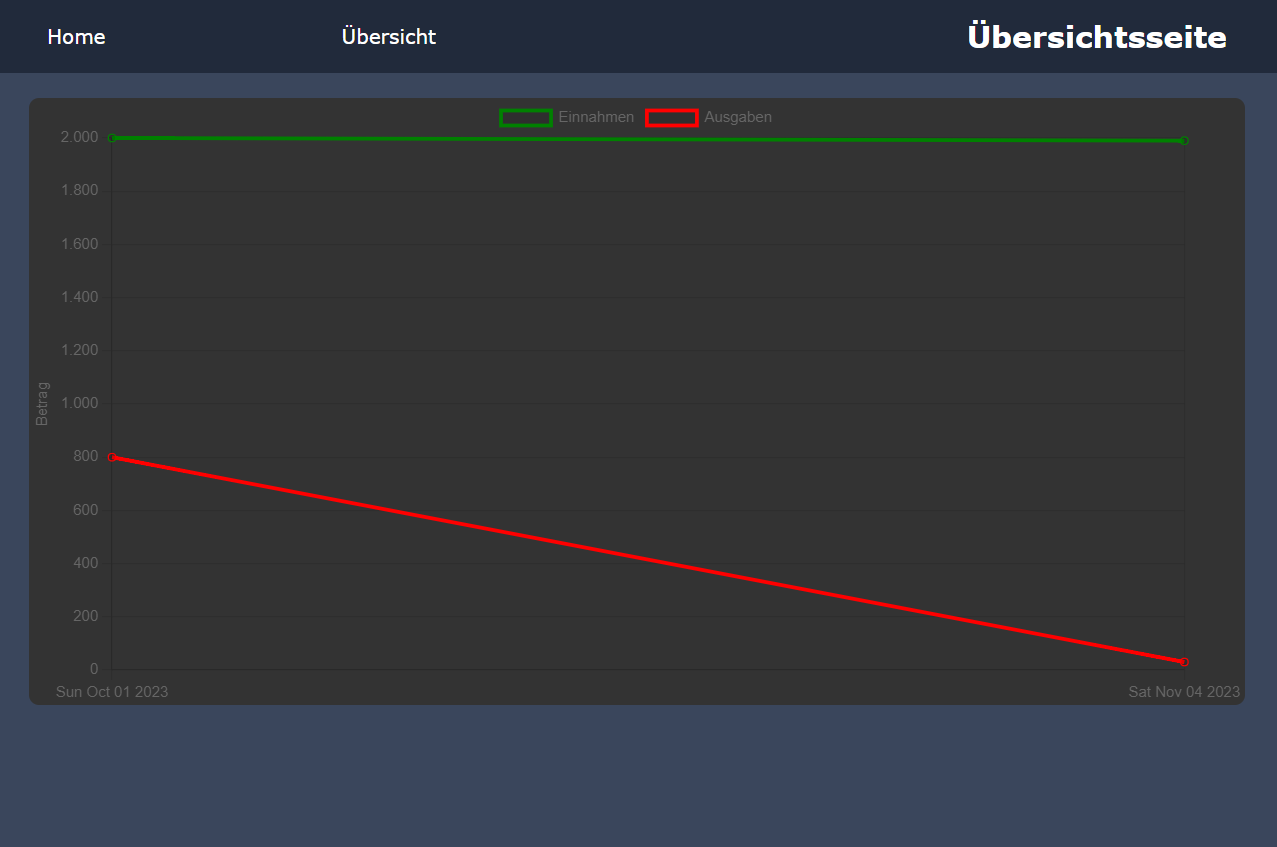 Home Übersicht Übersichtsseite
Einnahmen Ausgaben
2.000
1.800
1.600
1.400
1.200
1.000
800
600
400
200
0
Betrag
Sun Oct 01 2023 Sat Nov 04 2023